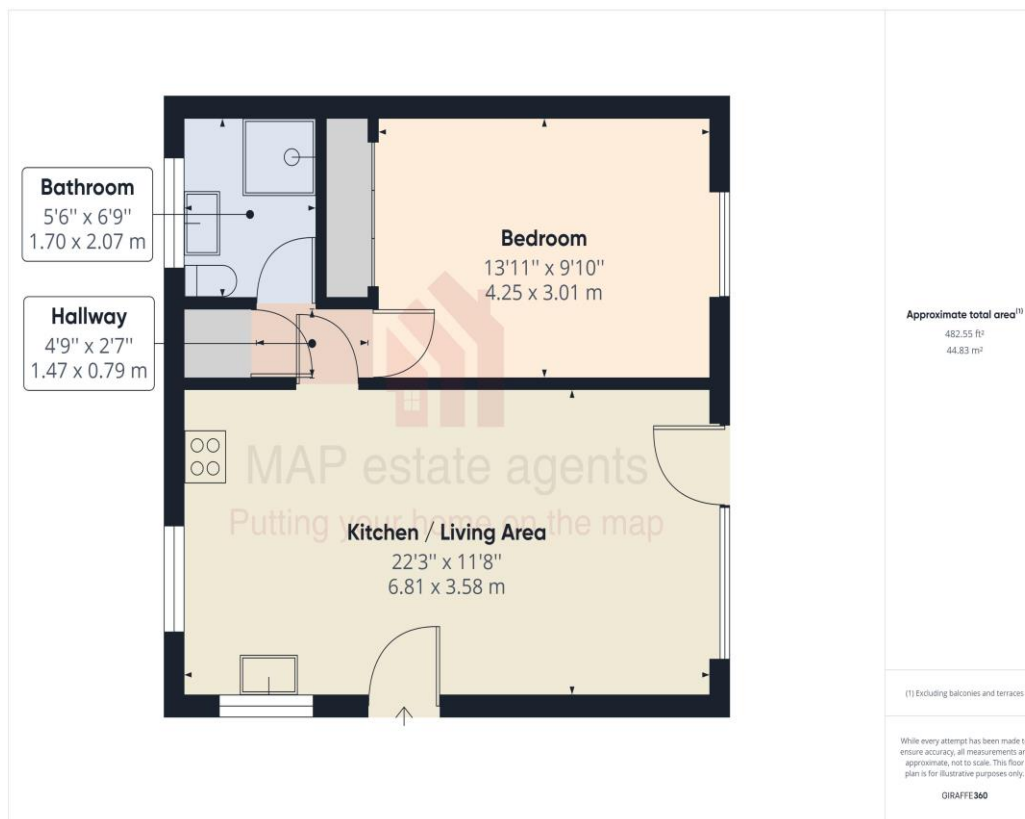 Bathroom
5'6" x 6'9"
1.70 x 2.07 m
Hallway
4'9" x 2'7"
1.47 x 0.79 m
Bedroom
13'11" x 9'10"
4.25 x 3.01 m
MAP estate agents
Putting your home on the map
Kitchen / Living Area
22'3" x 11'8"
6.81 x 3.58 m
Approximate total area(1)
482.55 ft²
44.83 m²
(1) Excluding balconies and terraces
While every attempt has been made t
ensure accuracy, all measurements ar
approximate, not to scale. This floor
plan is for illustrative purposes only.
GIRAFFE360